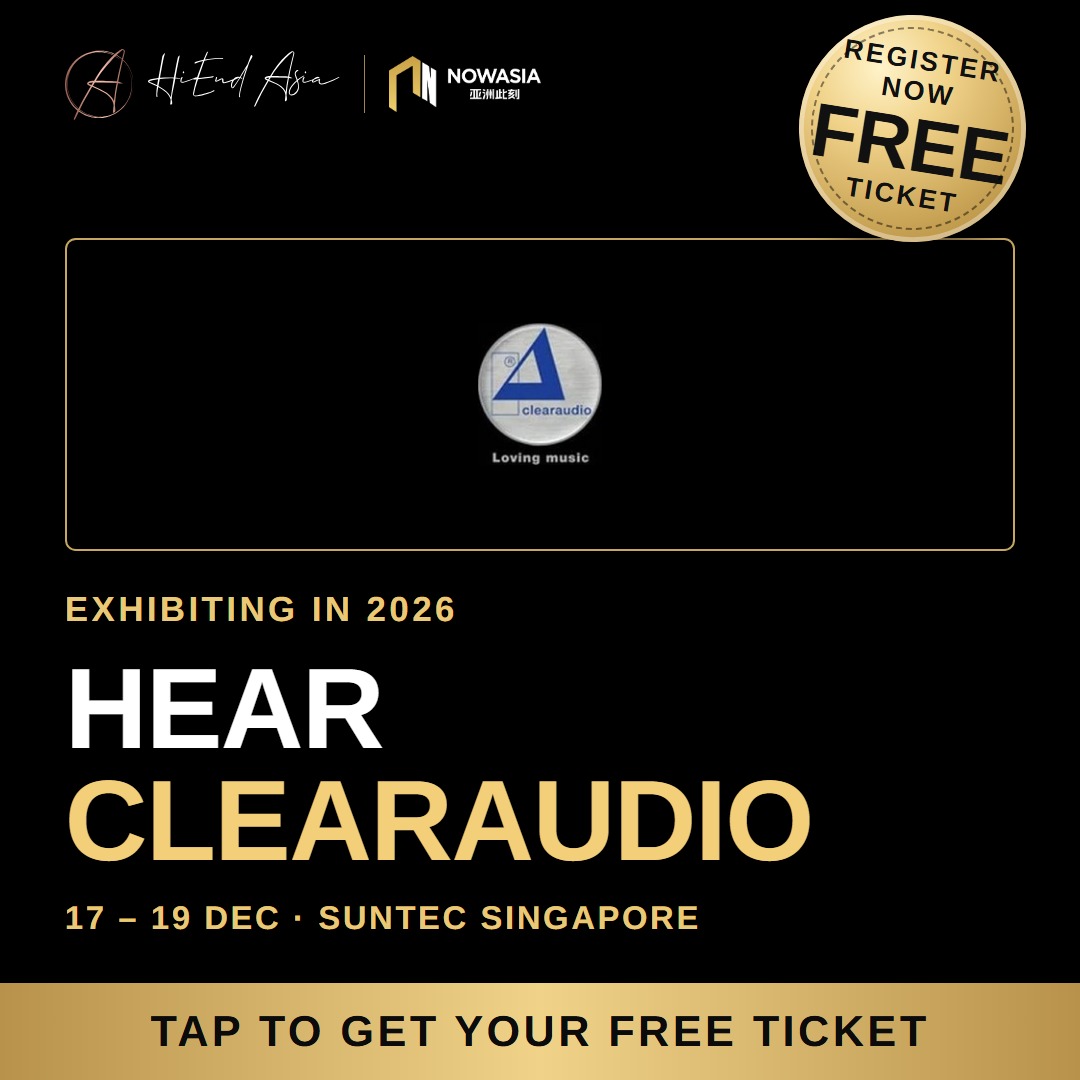 HiEnd Asia
NOWASIA
亚洲此刻
REGISTER
NOW
FREE
TICKET
®
clearaudio
Loving music
EXHIBITING IN 2026
HEAR
CLEARAUDIO
17 – 19 DEC · SUNTEC SINGAPORE
TAP TO GET YOUR FREE TICKET